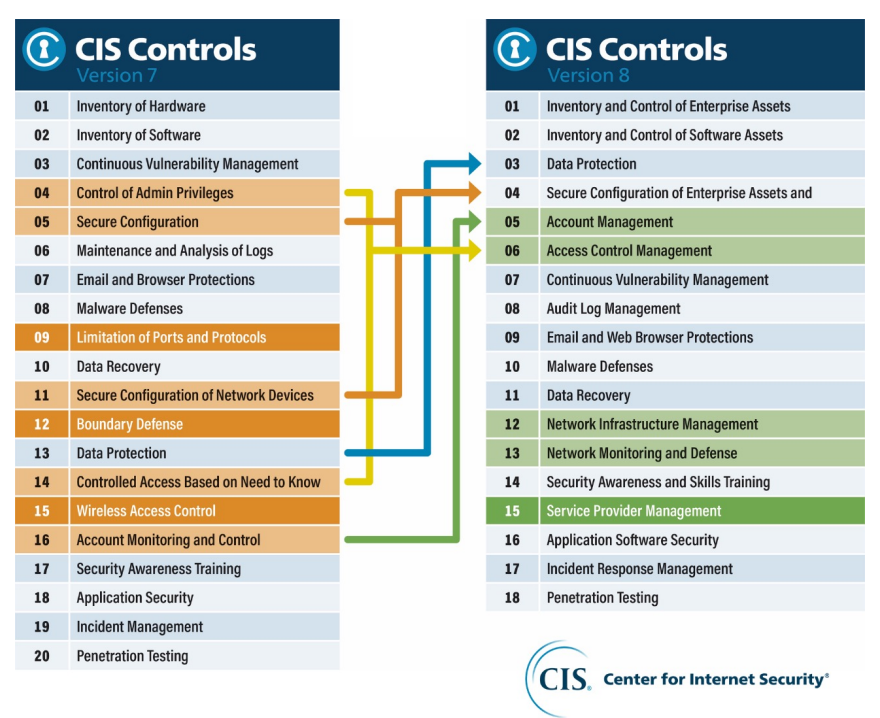 CIS Controls
Version 7
01 Inventory of Hardware
02 Inventory of Software
03 Continuous Vulnerability Management
04 Control of Admin Privileges
05 Secure Configuration
06 Maintenance and Analysis of Logs
07 Email and Browser Protections
08 Malware Defenses
09 Limitation of Ports and Protocols
10 Data Recovery
11 Secure Configuration of Network Devices
12 Boundary Defense
13 Data Protection
14 Controlled Access Based on Need to Know
15 Wireless Access Control
16 Account Monitoring and Control
17 Security Awareness Training
18 Application Security
19 Incident Management
20 Penetration Testing
CIS Controls
Version 8
01 Inventory and Control of Enterprise Assets
02 Inventory and Control of Software Assets
03 Data Protection
04 Secure Configuration of Enterprise Assets and
05 Account Management
06 Access Control Management
07 Continuous Vulnerability Management
08 Audit Log Management
09 Email and Web Browser Protections
10 Malware Defenses
11 Data Recovery
12 Network Infrastructure Management
13 Network Monitoring and Defense
14 Security Awareness and Skills Training
15 Service Provider Management
16 Application Software Security
17 Incident Response Management
18 Penetration Testing
CIS. Center for Internet Security®